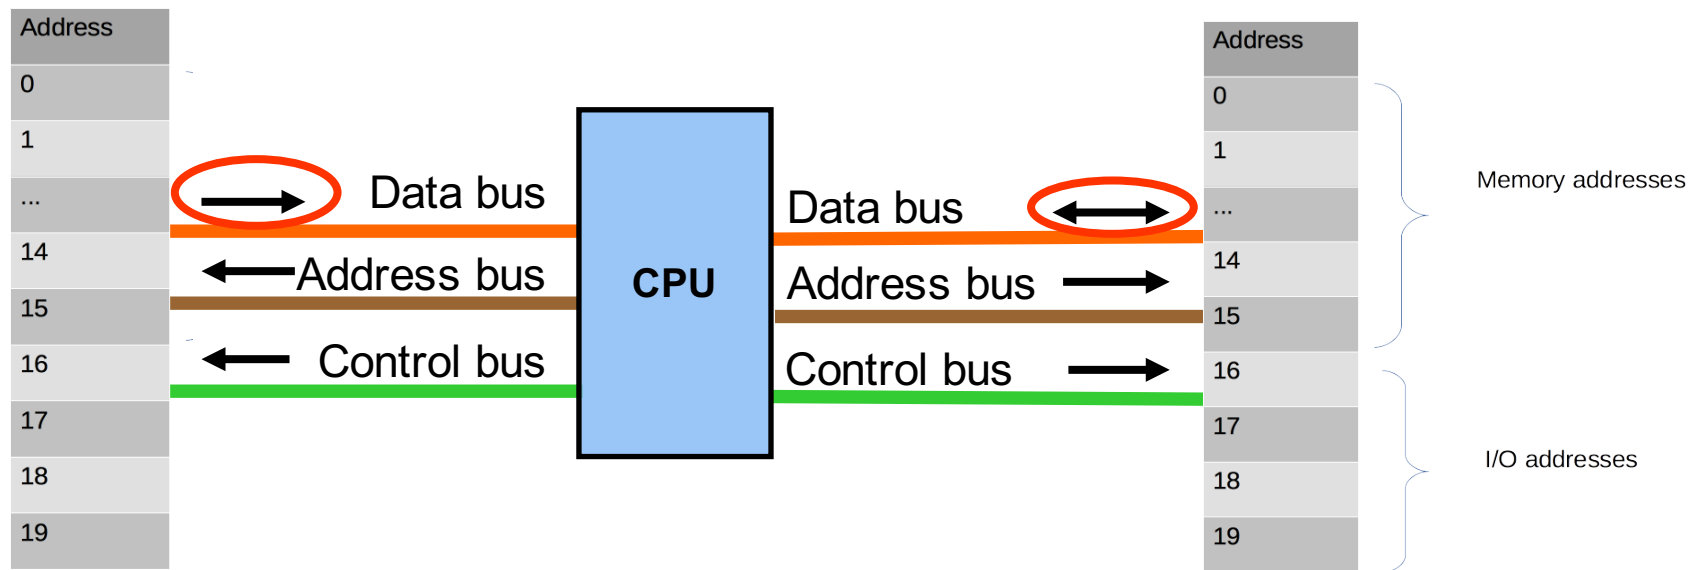 Address
0
1
...
14
15
16
17
18
19
Data bus
Address bus
Control bus
CPU
Data bus
Address bus
Control bus
Address
0
1
...
14
15
16
17
18
19
Memory addresses
I/O addresses